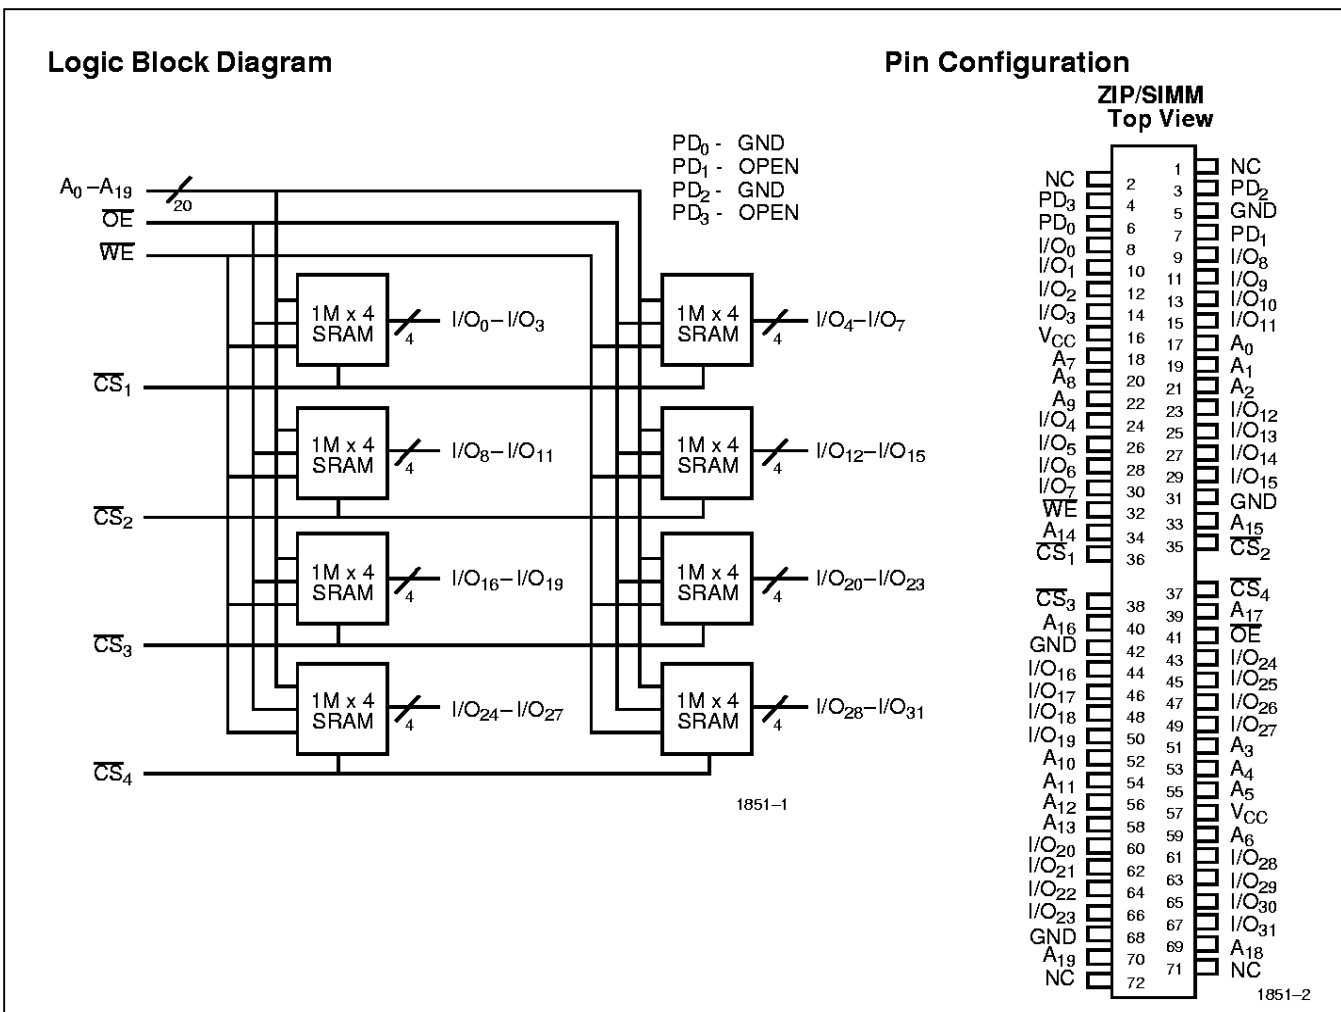 Logic Block Diagram
Pin Configuration
ZIP/SIMM
Top View
PD0 - GND
PD1 - OPEN
PD2 - GND
PD3 - OPEN
A0–A19
20
OE
WE
1M x 4
SRAM
4
I/O0–I/O3
1M x 4
SRAM
4
I/O4–I/O7
CS1
1M x 4
SRAM
4
I/O8–I/O11
1M x 4
SRAM
4
I/O12–I/O15
CS2
1M x 4
SRAM
4
I/O16–I/O19
1M x 4
SRAM
4
I/O20–I/O23
CS3
1M x 4
SRAM
4
I/O24–I/O27
1M x 4
SRAM
4
I/O28–I/O31
CS4
1851–1
1 NC
NC 2
3 PD2
PD3 4
5 GND
PD0 6
7 PD1
I/O0 8
9 I/O8
I/O1 10
11 I/O9
I/O2 12
13 I/O10
I/O3 14
15 I/O11
VCC 16
17 A0
A7 18
19 A1
A8 20
21 A2
A9 22
23 I/O12
I/O4 24
25 I/O13
I/O5 26
27 I/O14
I/O6 28
29 I/O15
I/O7 30
31 GND
WE 32
33 A15
A14 34
35 CS2
CS1 36
37 CS4
CS3 38
39 A17
A16 40
41 OE
GND 42
43 I/O24
I/O16 44
45 I/O25
I/O17 46
47 I/O26
I/O18 48
49 I/O27
I/O19 50
51 A3
A10 52
53 A4
A11 54
55 A5
A12 56
57 VCC
A13 58
59 A6
I/O20 60
61 I/O28
I/O21 62
63 I/O29
I/O22 64
65 I/O30
I/O23 66
67 I/O31
GND 68
69 A18
A19 70
71 NC
NC 72
1851–2